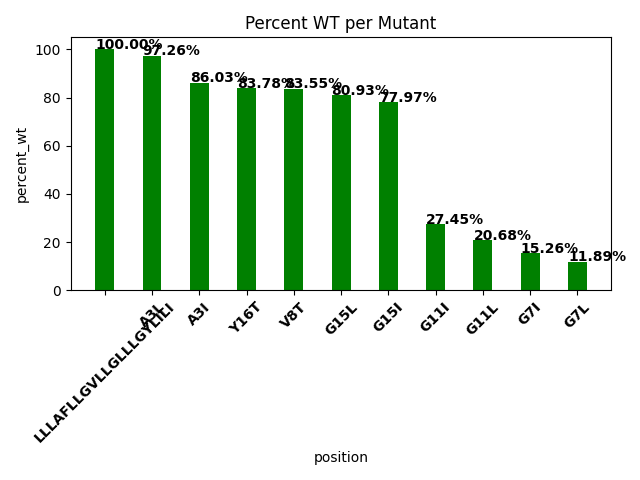 Percent WT per Mutant
percent_wt
100
80
60
40
20
0
100.00%
97.26%
86.03%
83.78%
83.55%
80.93%
77.97%
27.45%
20.68%
15.26%
11.89%
LLLAFLLGVLLGLLLGYLILI
A3L
A3I
Y16T
V8T
G15L
G15I
G11I
G11L
G7I
G7L
position